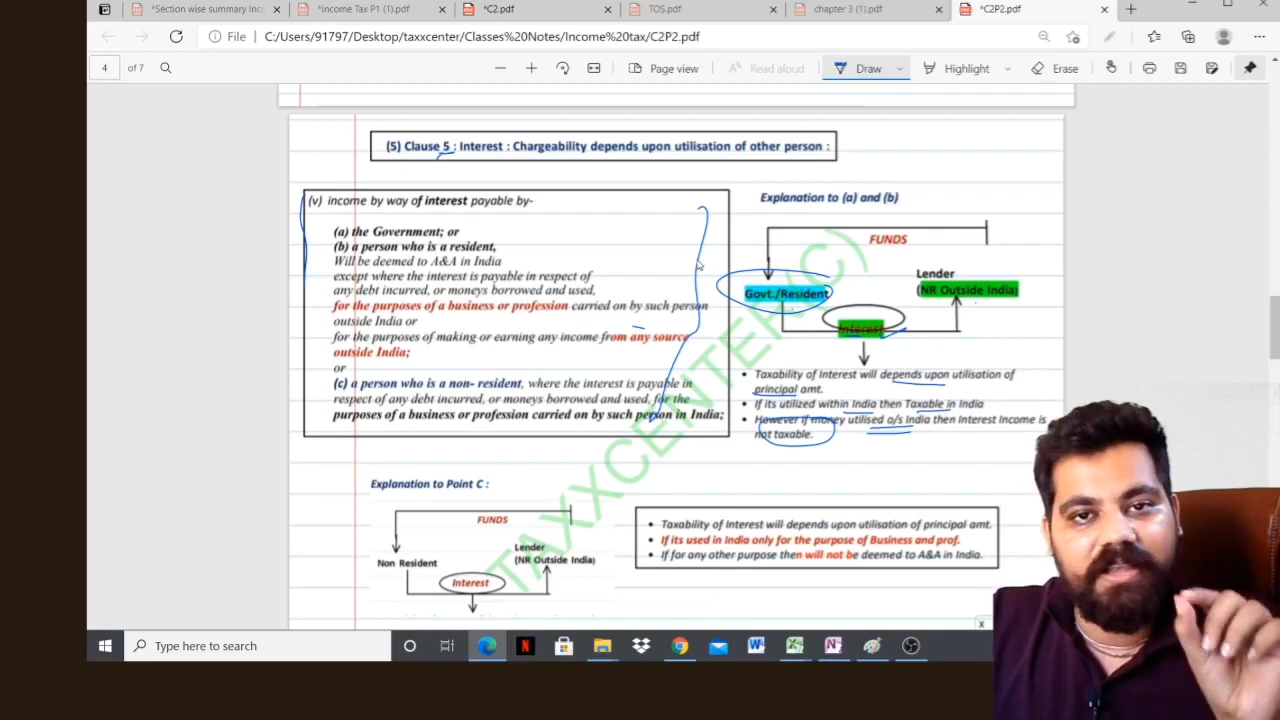 *Section wise summary Inc
*Income Tax P1 (1).pdf
*C2.pdf
TOS.pdf
chapter 3 (1).pdf
*C2P2.pdf
File
C:/Users/91797/Desktop/taxxcenter/Classes%20Notes/Income%20tax/C2P2.pdf
4 of 7
Page view
Read aloud
Draw
Highlight
Erase
(5) Clause 5 : Interest : Chargeability depends upon utilisation of other person :
(v) income by way of interest payable by-
(a) the Government; or
(b) a person who is a resident,
Will be deemed to A&A in India
except where the interest is payable in respect of
any debt incurred, or moneys borrowed and used,
for the purposes of a business or profession carried on by such person
outside India or
for the purposes of making or earning any income from any source
outside India;
or
(c) a person who is a non- resident, where the interest is payable in
respect of any debt incurred, or moneys borrowed and used, for the
purposes of a business or profession carried on by such person in India;
Explanation to (a) and (b)
FUNDS
Govt./Resident
Lender
(NR Outside India)
Interest
• Taxability of Interest will depends upon utilisation of
principal amt.
• If its utilized within India then Taxable in India
• However if money utilised o/s India then Interest Income is
not taxable.
TAXXCENTER(C)
Explanation to Point C :
FUNDS
Non Resident
Lender
(NR Outside India)
Interest
• Taxability of Interest will depends upon utilisation of principal amt.
• If its used in India only for the purpose of Business and prof.
• If for any other purpose then will not be deemed to A&A in India.
x
Type here to search